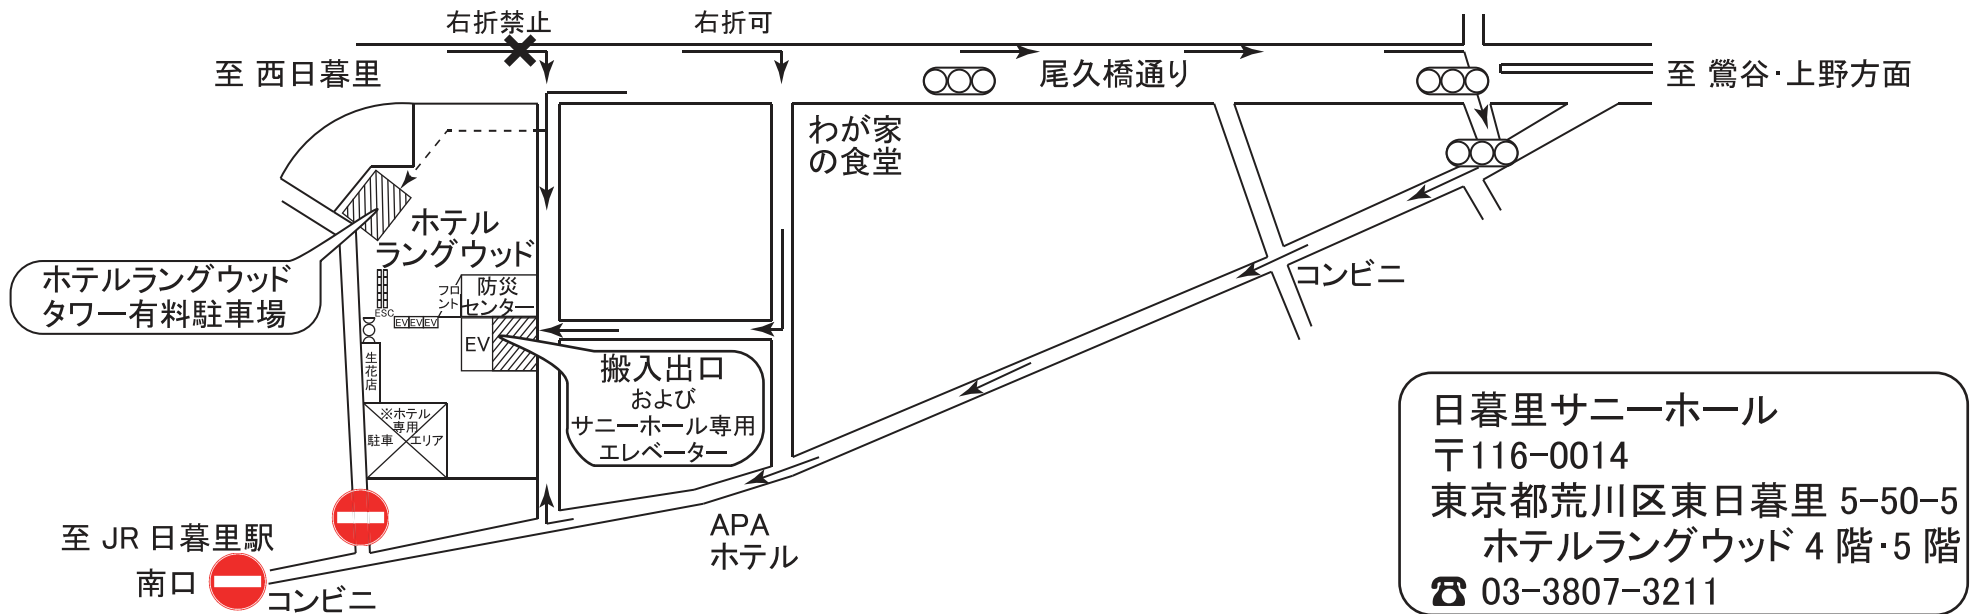 右折禁止
右折可
至 西日暮里
尾久橋通り
至 鶯谷・上野方面
わが家
の食堂
ホテル
ラングウッド
ホテルラングウッド
タワー有料駐車場
フロ
ント
防災
センター
ESC
EV EV EV
EV
生花店
搬入出口
および
サニーホール専用
エレベーター
※ホテル
専用
駐車 エリア
コンビニ
至 JR 日暮里駅
南口
コンビニ
APA
ホテル
日暮里サニーホール
〒116-0014
東京都荒川区東日暮里 5-50-5
ホテルラングウッド 4 階・5 階
☎ 03-3807-3211